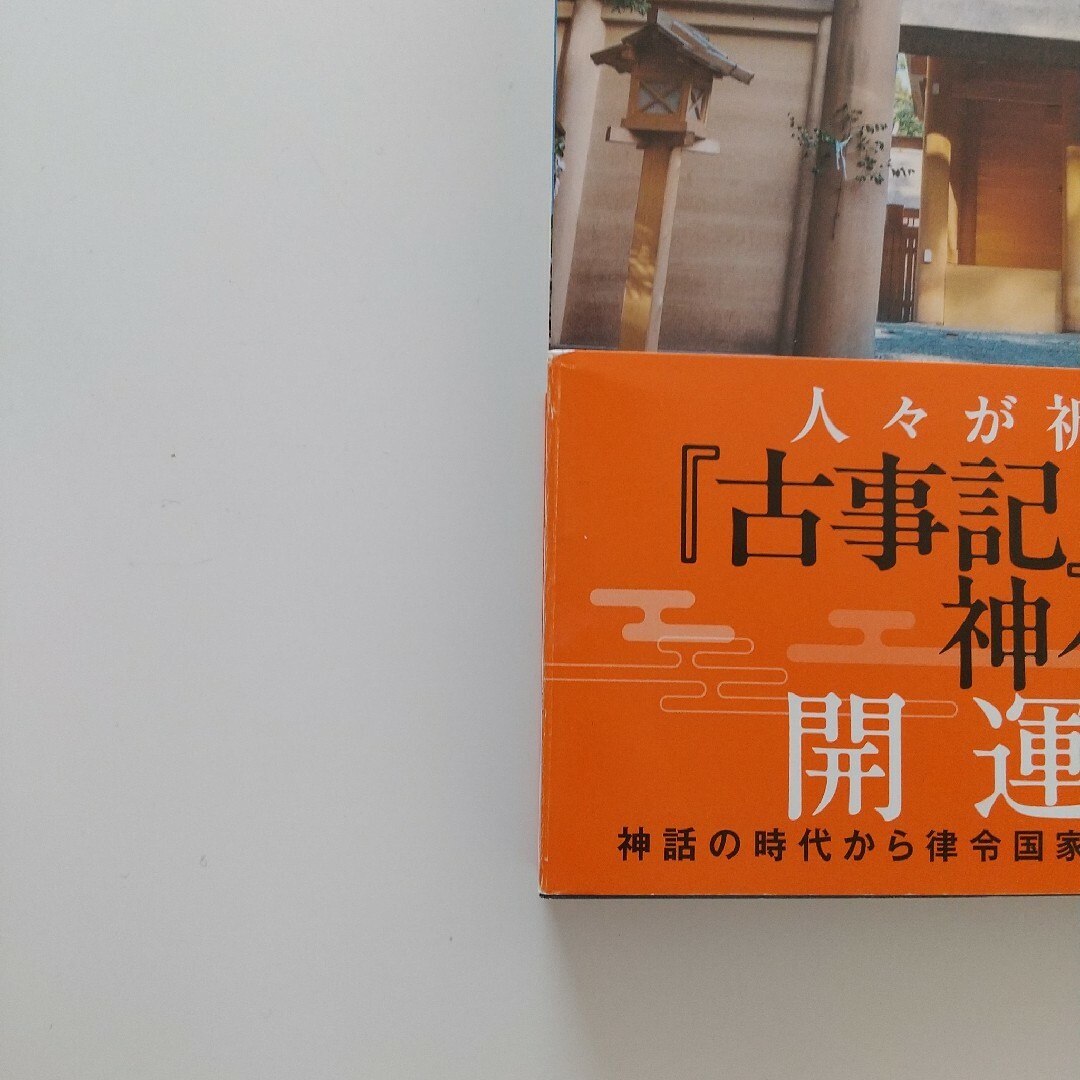 人々が祈
『古事記』
神
開運
神話の時代から律令国家